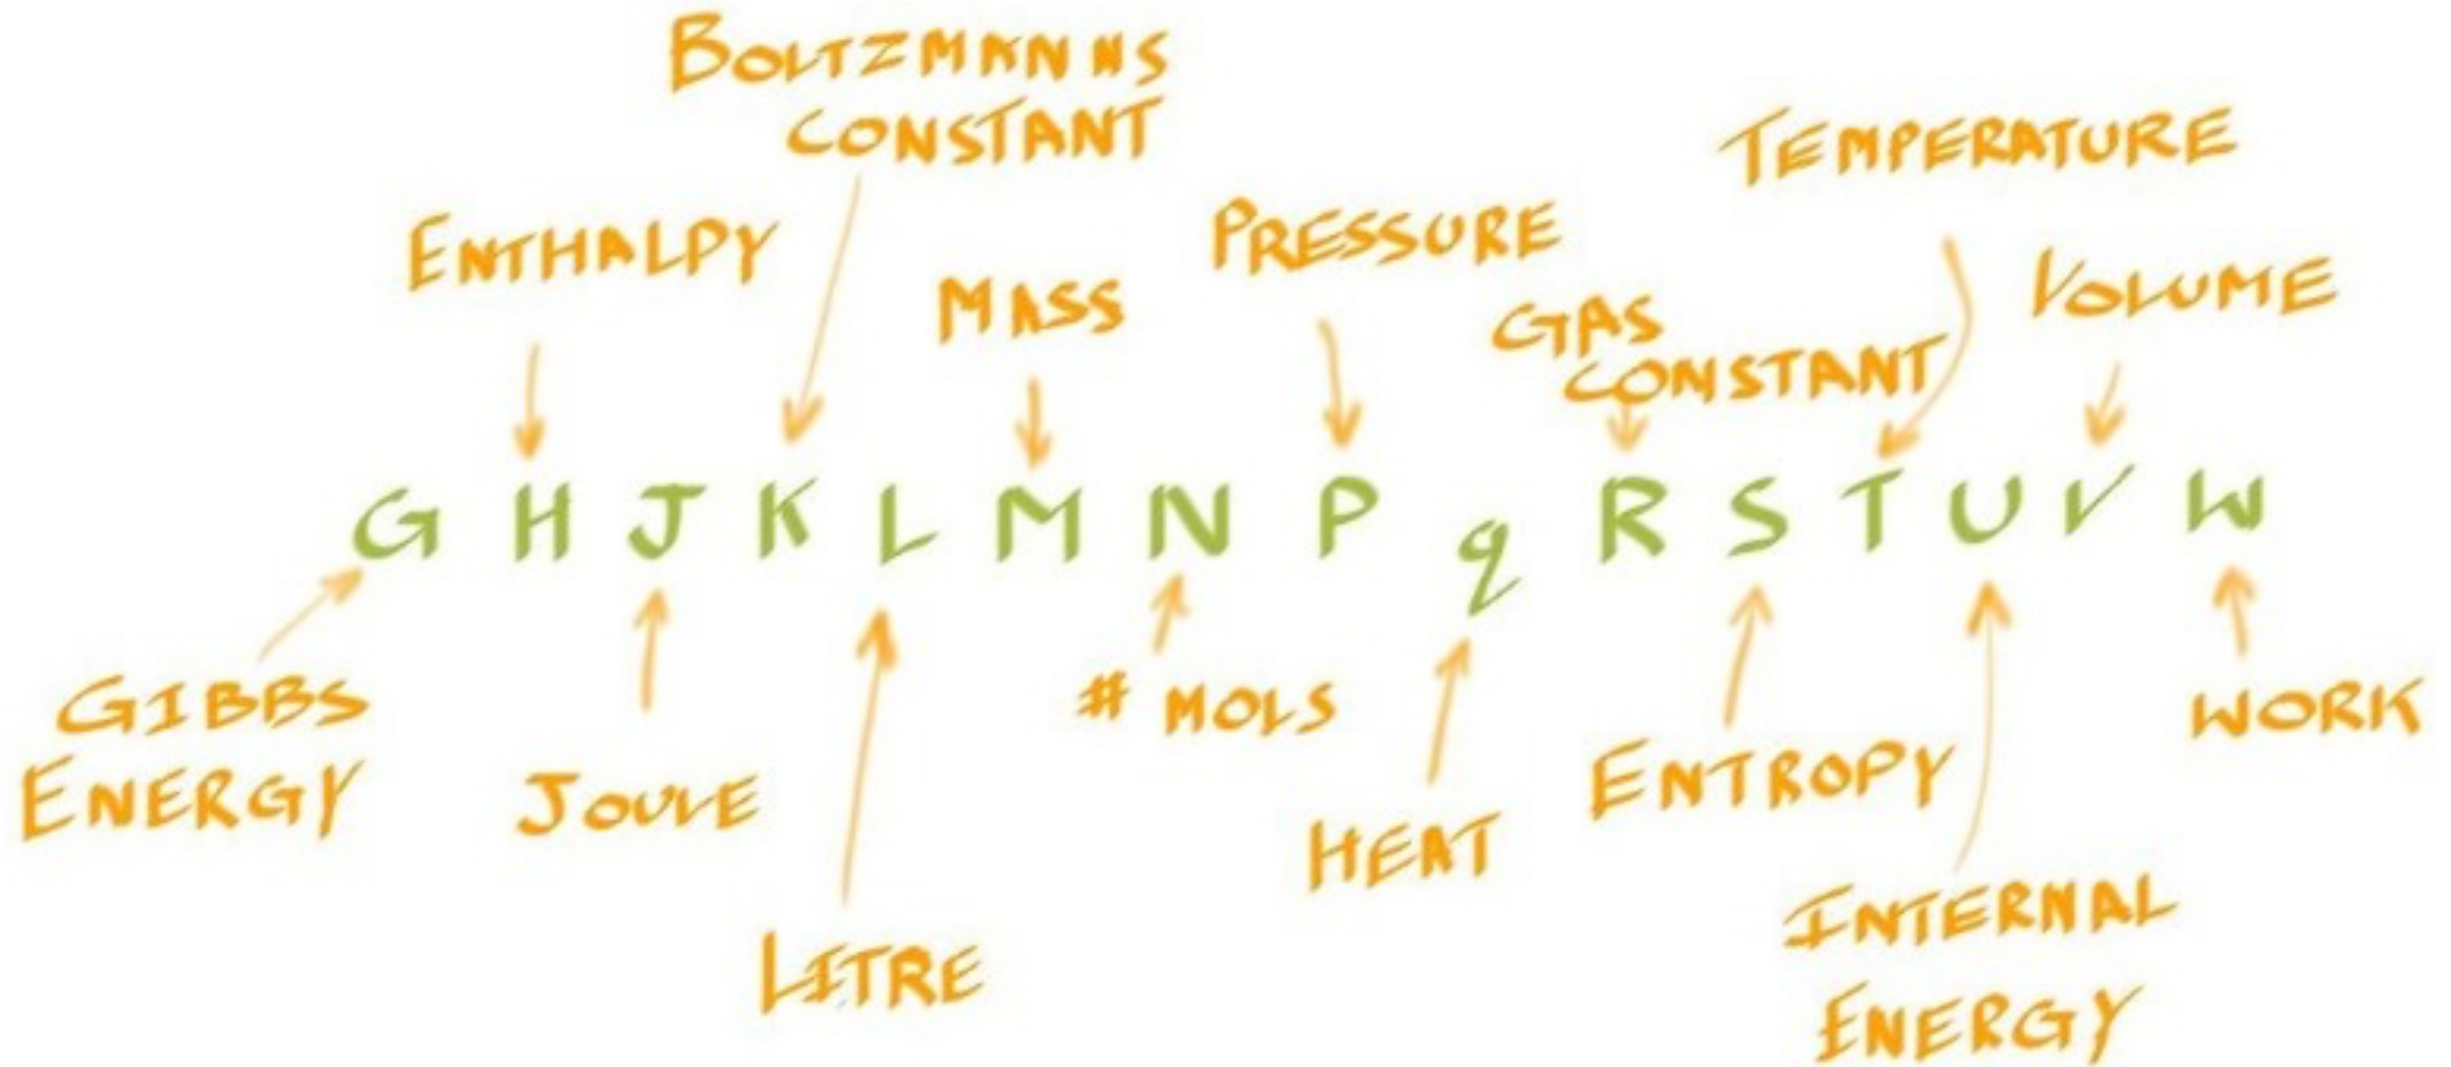 BOLTZMANNS
CONSTANT
TEMPERATURE
ENTHALPY
PRESSURE
MASS
VOLUME
GAS
CONSTANT
G H J K L M N P q R S T U V W
GIBBS
ENERGY
JOULE
LITRE
# MOLS
HEAT
ENTROPY
WORK
INTERNAL
ENERGY